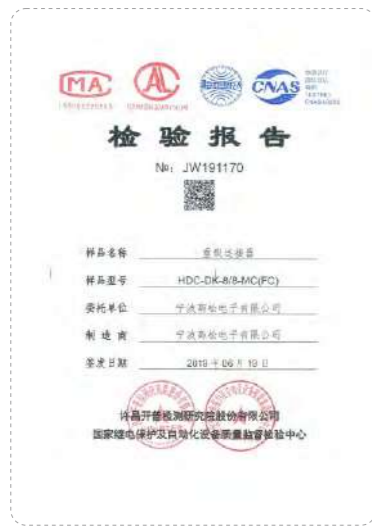 MA
AL
CNAS
检验报告
No: JW191170
样品名称 重载连接器
样品型号 HDC-DK-8/8-MC(FC)
委托单位 宁波斯松电子有限公司
制造商 宁波斯松电子有限公司
签发日期 2019年06月19日
许昌开普检测研究院股份有限公司
国家继电保护及自动化设备质量监督检验中心